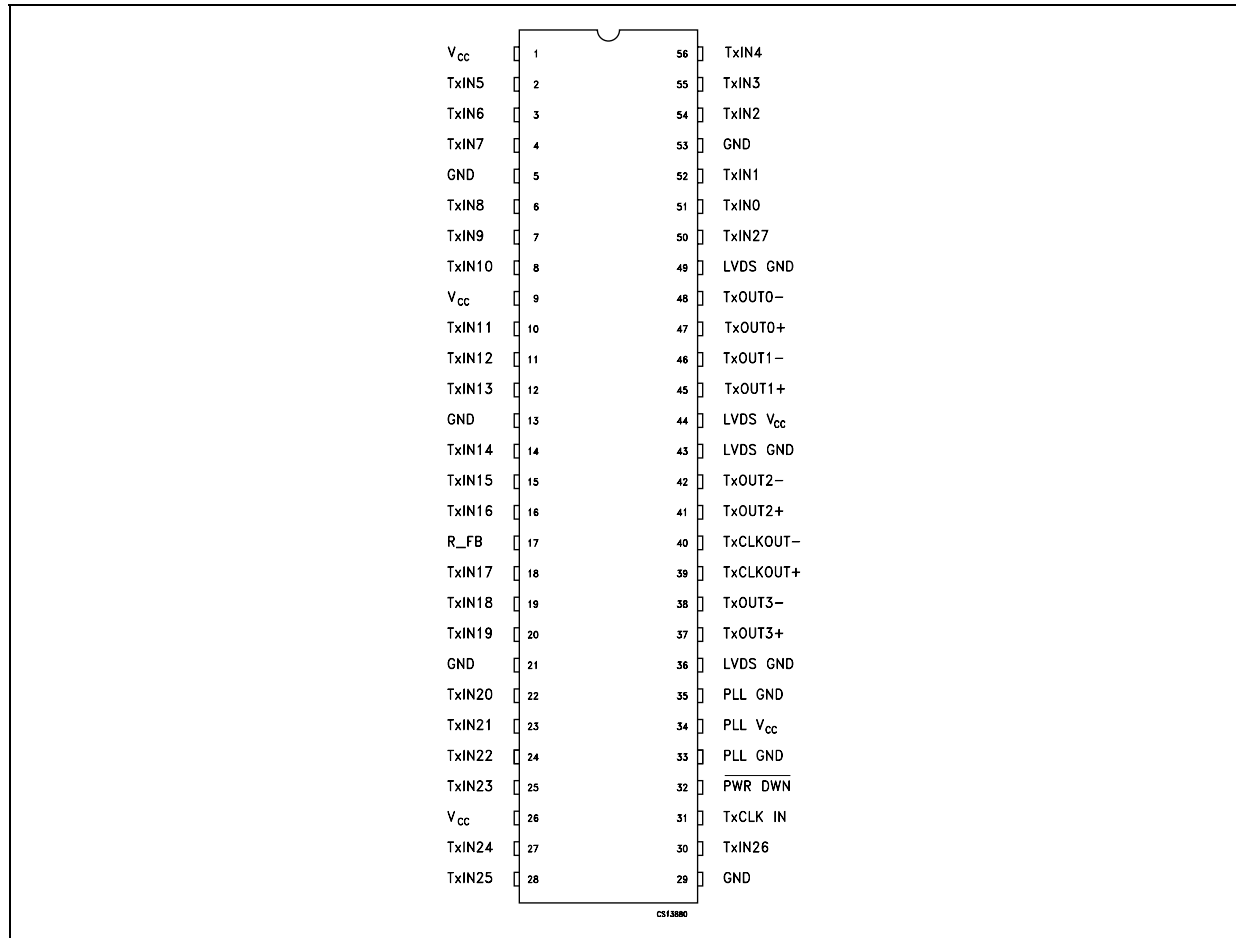 VCC 1 56 TxIN4
TxIN5 2 55 TxIN3
TxIN6 3 54 TxIN2
TxIN7 4 53 GND
GND 5 52 TxIN1
TxIN8 6 51 TxIN0
TxIN9 7 50 TxIN27
TxIN10 8 49 LVDS GND
VCC 9 48 TxOUT0-
TxIN11 10 47 TxOUT0+
TxIN12 11 46 TxOUT1-
TxIN13 12 45 TxOUT1+
GND 13 44 LVDS VCC
TxIN14 14 43 LVDS GND
TxIN15 15 42 TxOUT2-
TxIN16 16 41 TxOUT2+
R_FB 17 40 TxCLKOUT-
TxIN17 18 39 TxCLKOUT+
TxIN18 19 38 TxOUT3-
TxIN19 20 37 TxOUT3+
GND 21 36 LVDS GND
TxIN20 22 35 PLL GND
TxIN21 23 34 PLL VCC
TxIN22 24 33 PLL GND
TxIN23 25 32 PWR DWN
VCC 26 31 TxCLK IN
TxIN24 27 30 TxIN26
TxIN25 28 29 GND
CS13880